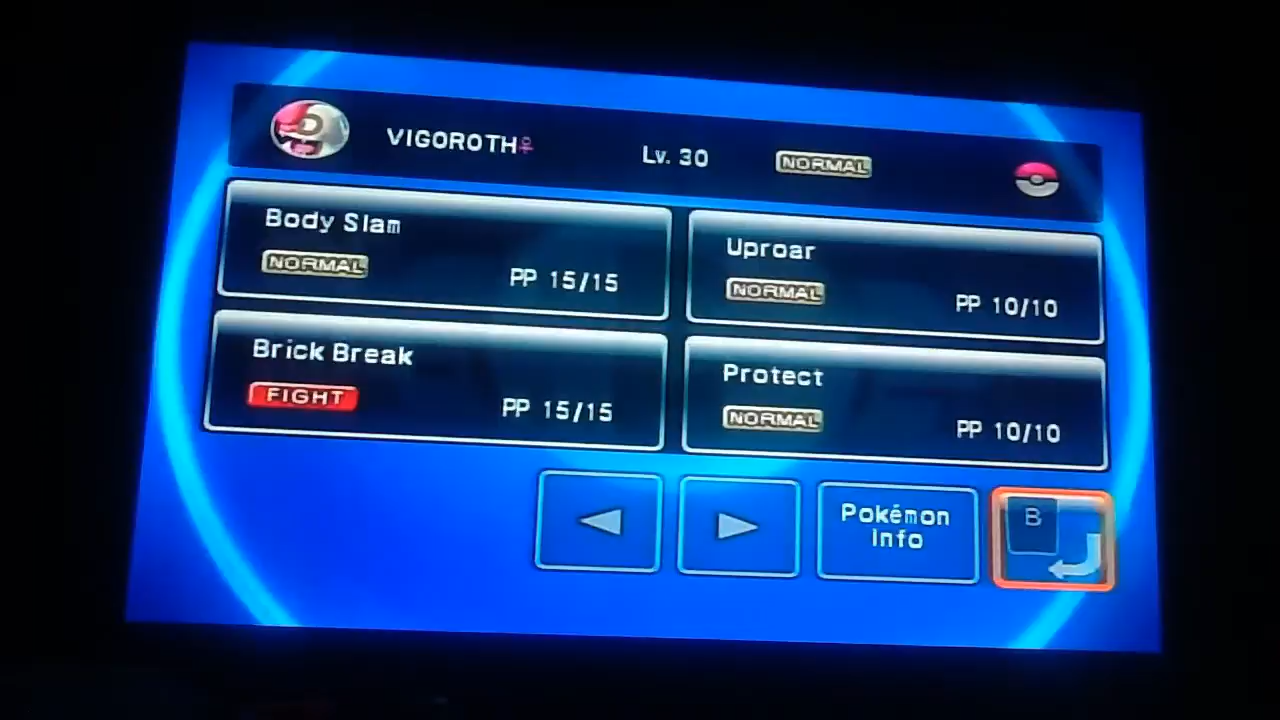 VIGOROTH♀ Lv. 30 NORMAL
Body Slam
NORMAL PP 15/15
Uproar
NORMAL PP 10/10
Brick Break
FIGHT PP 15/15
Protect
NORMAL PP 10/10
Pokémon
Info
B